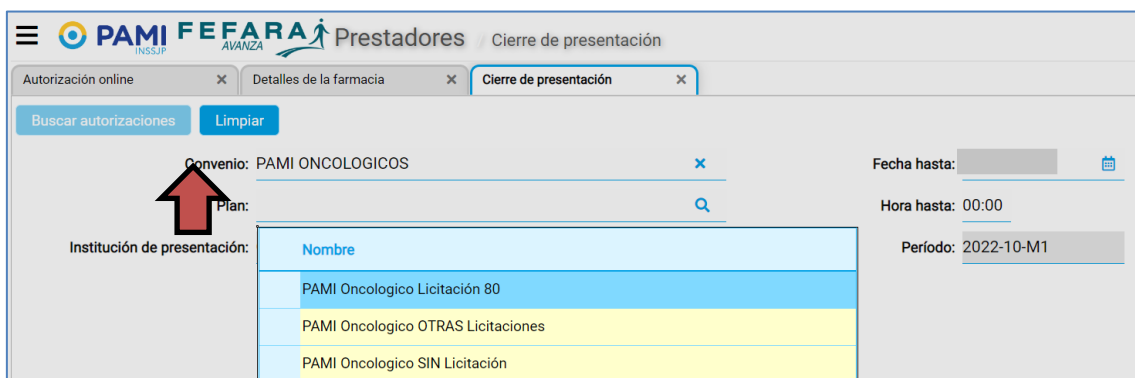 PAMI INSSJP FEFARA AVANZA Prestadores / Cierre de presentación
Autorización online × Detalles de la farmacia × Cierre de presentación ×
Buscar autorizaciones Limpiar
Convenio: PAMI ONCOLOGICOS × Fecha hasta:
Plan: Hora hasta: 00:00
Institución de presentación: Período: 2022-10-M1
Nombre
PAMI Oncologico Licitación 80
PAMI Oncologico OTRAS Licitaciones
PAMI Oncologico SIN Licitación